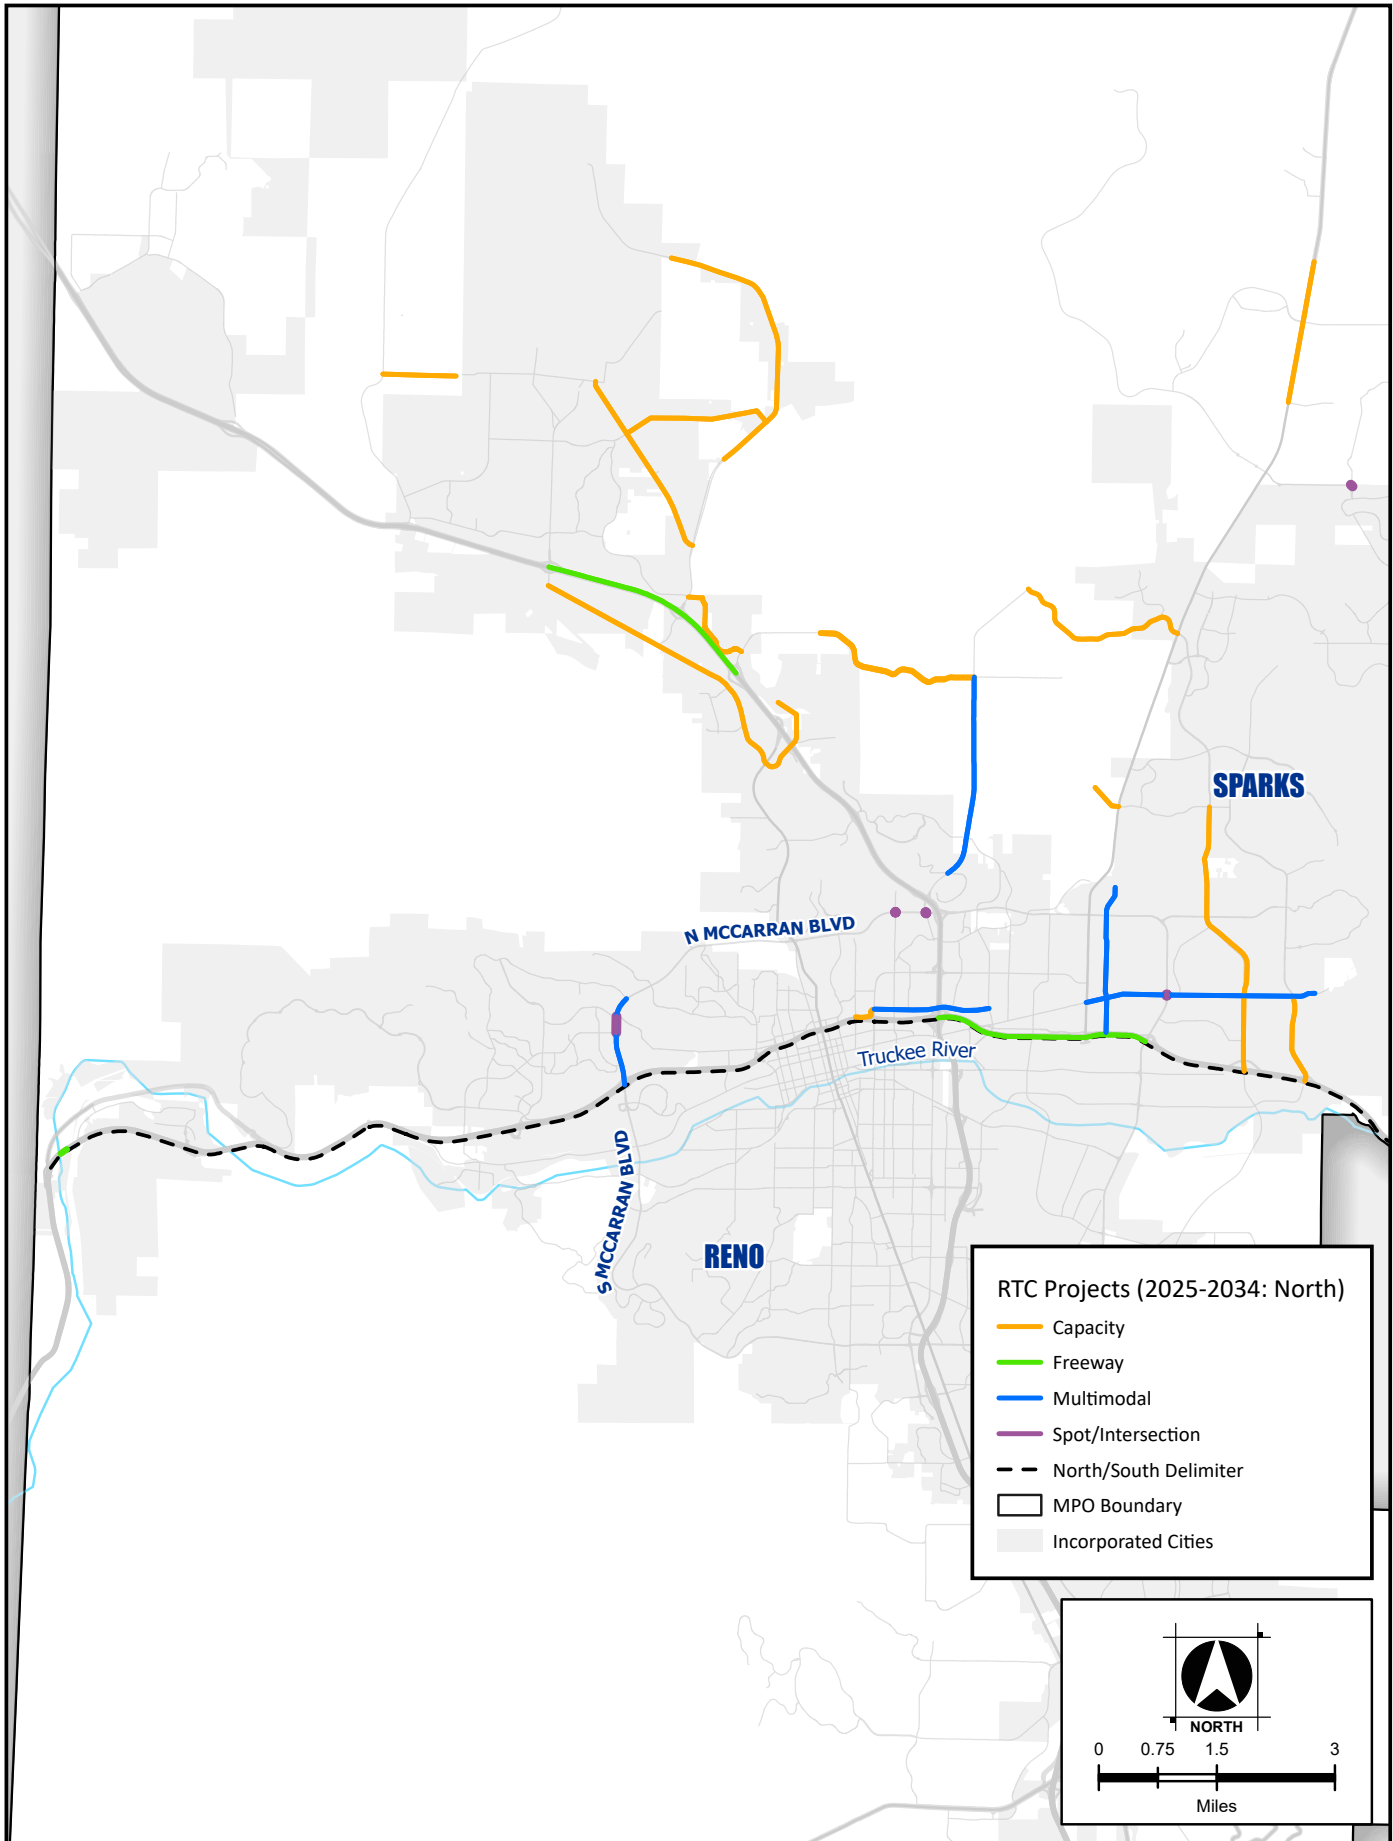 SPARKS
N MCCARRAN BLVD
Truckee River
S MCCARRAN BLVD
RENO
RTC Projects (2025-2034: North)
Capacity
Freeway
Multimodal
Spot/Intersection
North/South Delimiter
MPO Boundary
Incorporated Cities
NORTH
0 0.75 1.5 3
Miles